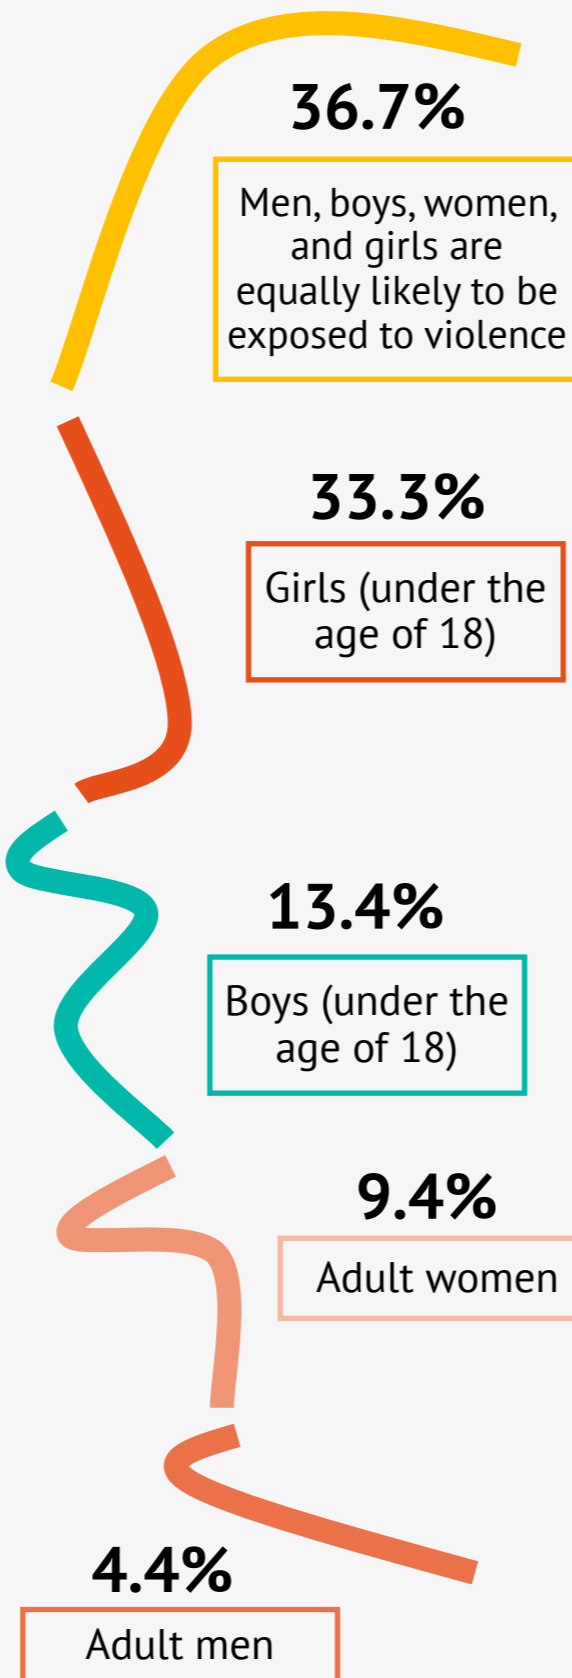 36.7%
Men, boys, women,
and girls are
equally likely to be
exposed to violence
33.3%
Girls (under the
age of 18)
13.4%
Boys (under the
age of 18)
9.4%
Adult women
4.4%
Adult men